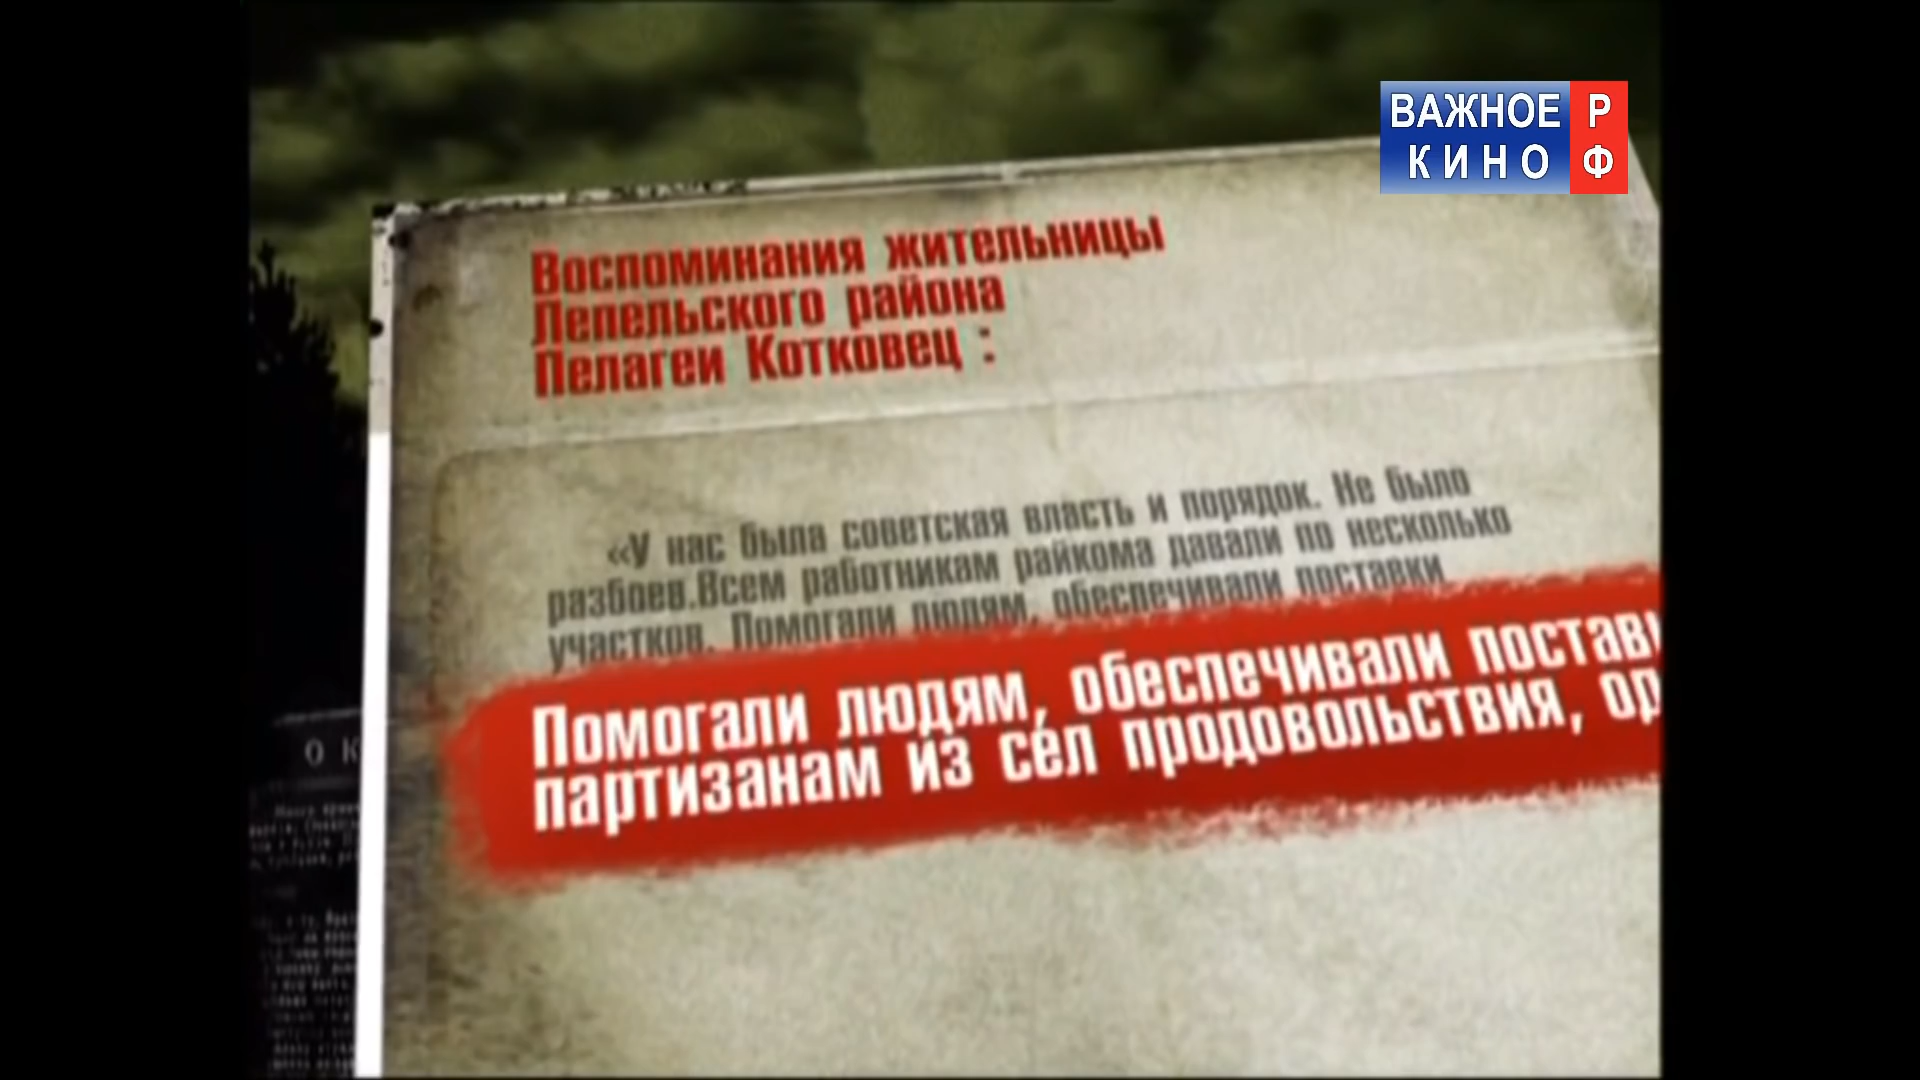 ВАЖНОЕ Р
КИНО Ф
Воспоминания жительницы
Лепельского района
Пелагеи Котковец :
«У нас была советская власть и порядок. Не было
разбоев.Всем работникам райкома давали по несколько
участков. Помогали людям, обеспечивали поставки
Помогали людям, обеспечивали постав
партизанам из сёл продовольствия, од
О К